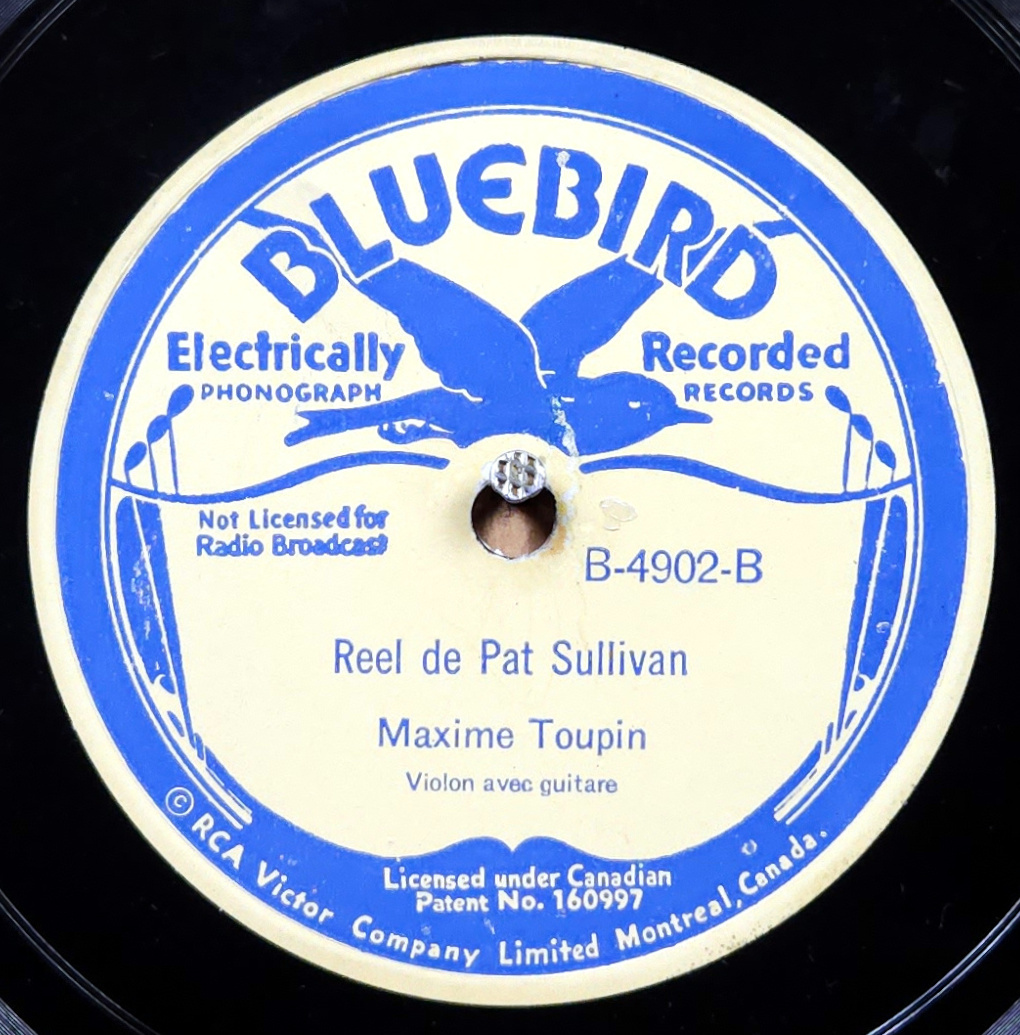 BLUEBIRD
Electrically Recorded
PHONOGRAPH RECORDS
Not Licensed for
Radio Broadcast
B-4902-B
Reel de Pat Sullivan
Maxime Toupin
Violon avec guitare
Licensed under Canadian
Patent No. 160997
© RCA Victor Company Limited Montreal, Canada.